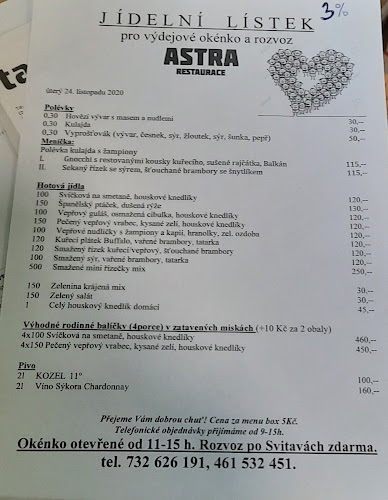 JÍDELNÍ LÍSTEK
3%
pro výdejové okénko a rozvoz
ASTRA
RESTAURACE
úterý 24. listopadu 2020
Polévky
0,30 Hovězí vývar s masem a nudlemi 30,--
0,30 Kulajda 30,--
0,30 Vyprošťovák (vývar, česnek, sýr, žloutek, sýr, šunka, pepř) 50,--
Menička:
Polévka kulajda s žampiony
I. Gnocchi s restovanými kousky kuřecího, sušené rajčátka, Balkán 115,--
II. Sekaný řízek se sýrem, šťouchané brambory se šnytlíkem 115,--
Hotová jídla
100 Svíčková na smetaně, houskové knedlíky 120,--
150 Španělský ptáček, dušená rýže 130,--
100 Vepřový guláš, osmažená cibulka, houskové knedlíky 120,--
150 Pečený vepřový vrabec, kysané zelí, houskové knedlíky 120,--
100 Vepřové nudličky s žampiony a kapií, hranolky, zel. ozdoba 120,--
120 Kuřecí plátek Buffalo, vařené brambory, tatarka 120,--
120 Smažený řízek kuřecí/vepřový, šťouchané brambory 120,--
100 Smažený sýr, vařené brambory, tatarka 120,--
500 Smažené mini řízečky mix 250,--
150 Zelenina krájená mix 30,--
150 Zelený salát 30,--
1 Celý houskový knedlík domácí 45,--
Výhodné rodinné balíčky (4porce) v zatavených miskách (+10 Kč za 2 obaly)
4x100 Svíčková na smetaně, houskové knedlíky 460,--
4x150 Pečený vepřový vrabec, kysané zelí, houskové knedlíky 450,--
Pivo
2l KOZEL 11° 100,--
2l Víno Sýkora Chardonnay 160,--
Přejeme Vám dobrou chuť! Cena za menu box 5Kč.
Telefonické objednávky přijímáme od 9-15h.
Okénko otevřené od 11-15 h. Rozvoz po Svitavách zdarma.
tel. 732 626 191, 461 532 451.